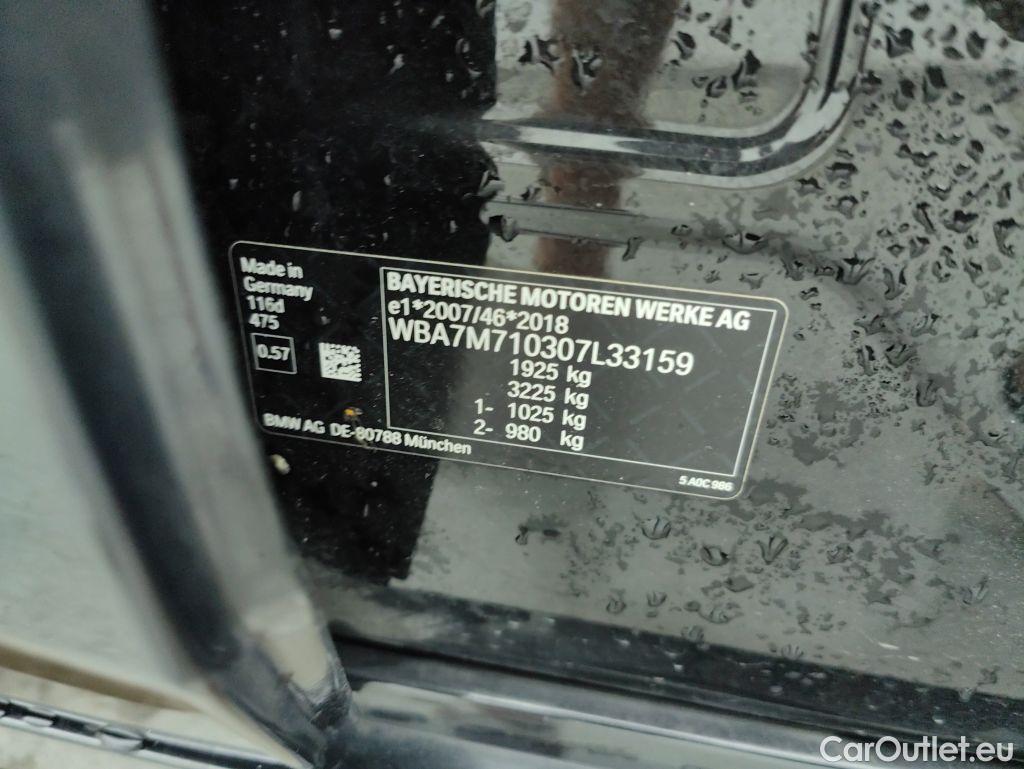 Made in
Germany
116d
475
0.57
BMW AG DE-80788 München
BAYERISCHE MOTOREN WERKE AG
e1*2007/46*2018
WBA7M710307L33159
1925 kg
3225 kg
1- 1025 kg
2- 980 kg
5 A0C 986
CarOutlet.eu